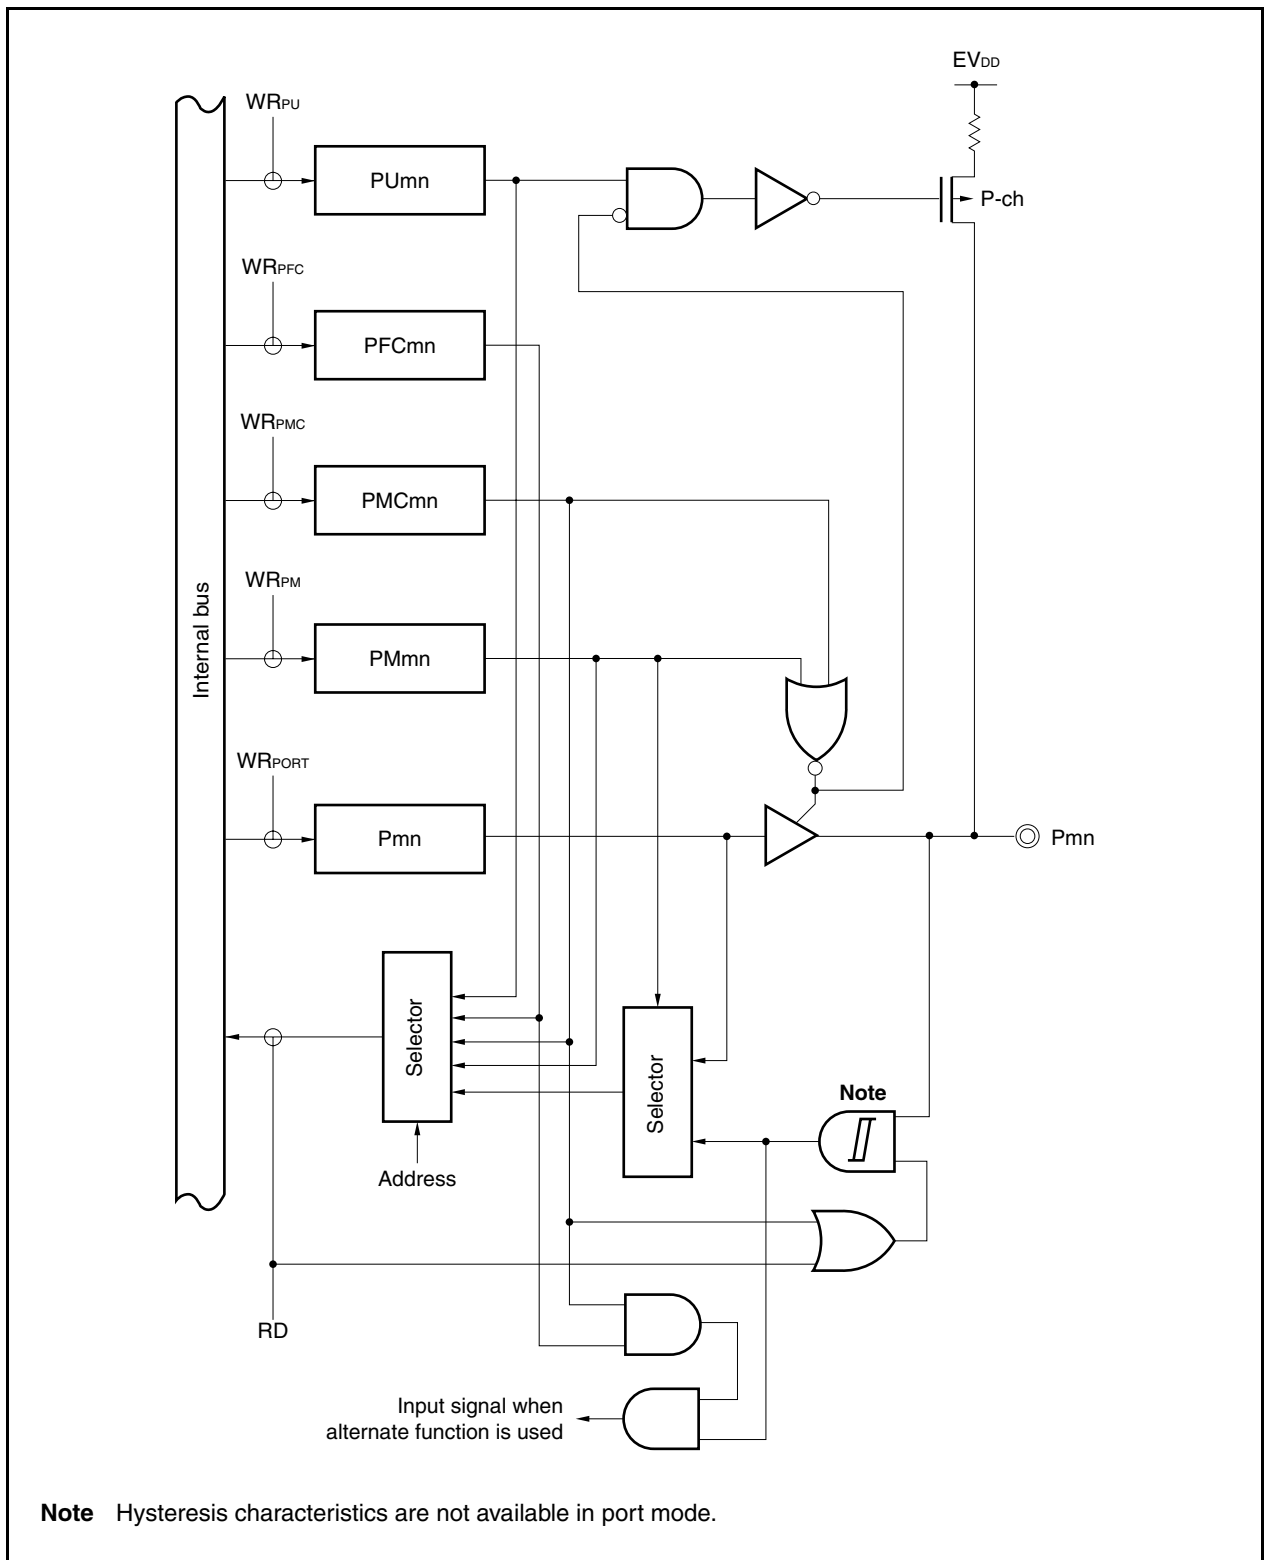 EVDD
WRPU
PUmn
P-ch
WRPFC
PFCmn
WRPMC
PMCmn
WRPM
PMmn
Internal bus
WRPORT
Pmn
Pmn
Selector
Selector
Note
Address
RD
Input signal when
alternate function is used
Note Hysteresis characteristics are not available in port mode.